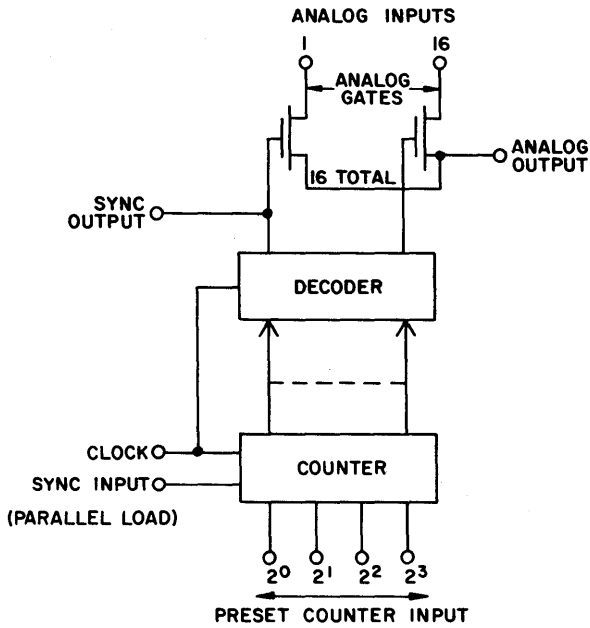 ANALOG INPUTS
1 16
ANALOG
GATES
ANALOG
OUTPUT
16 TOTAL
SYNC
OUTPUT
DECODER
CLOCK
COUNTER
SYNC INPUT
(PARALLEL LOAD)
2⁰ 2¹ 2² 2³
PRESET COUNTER INPUT